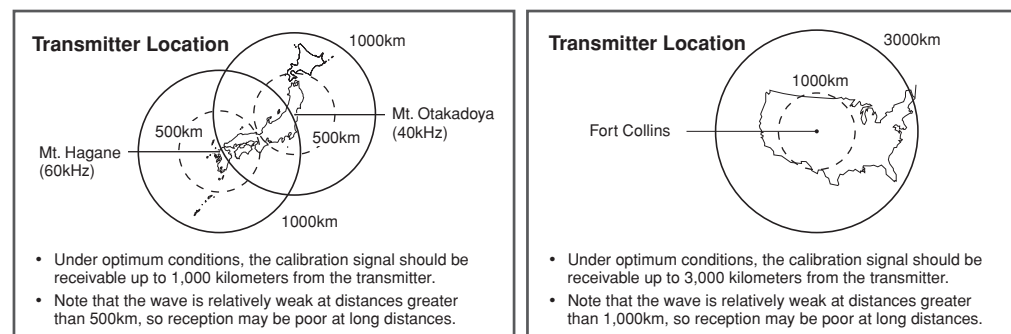 Transmitter Location
1000km
500km
Mt. Otakadoya
(40kHz)
500km
Mt. Hagane
(60kHz)
1000km
• Under optimum conditions, the calibration signal should be
receivable up to 1,000 kilometers from the transmitter.
• Note that the wave is relatively weak at distances greater
than 500km, so reception may be poor at long distances.
Transmitter Location
3000km
1000km
Fort Collins
• Under optimum conditions, the calibration signal should be
receivable up to 3,000 kilometers from the transmitter.
• Note that the wave is relatively weak at distances greater
than 1,000km, so reception may be poor at long distances.